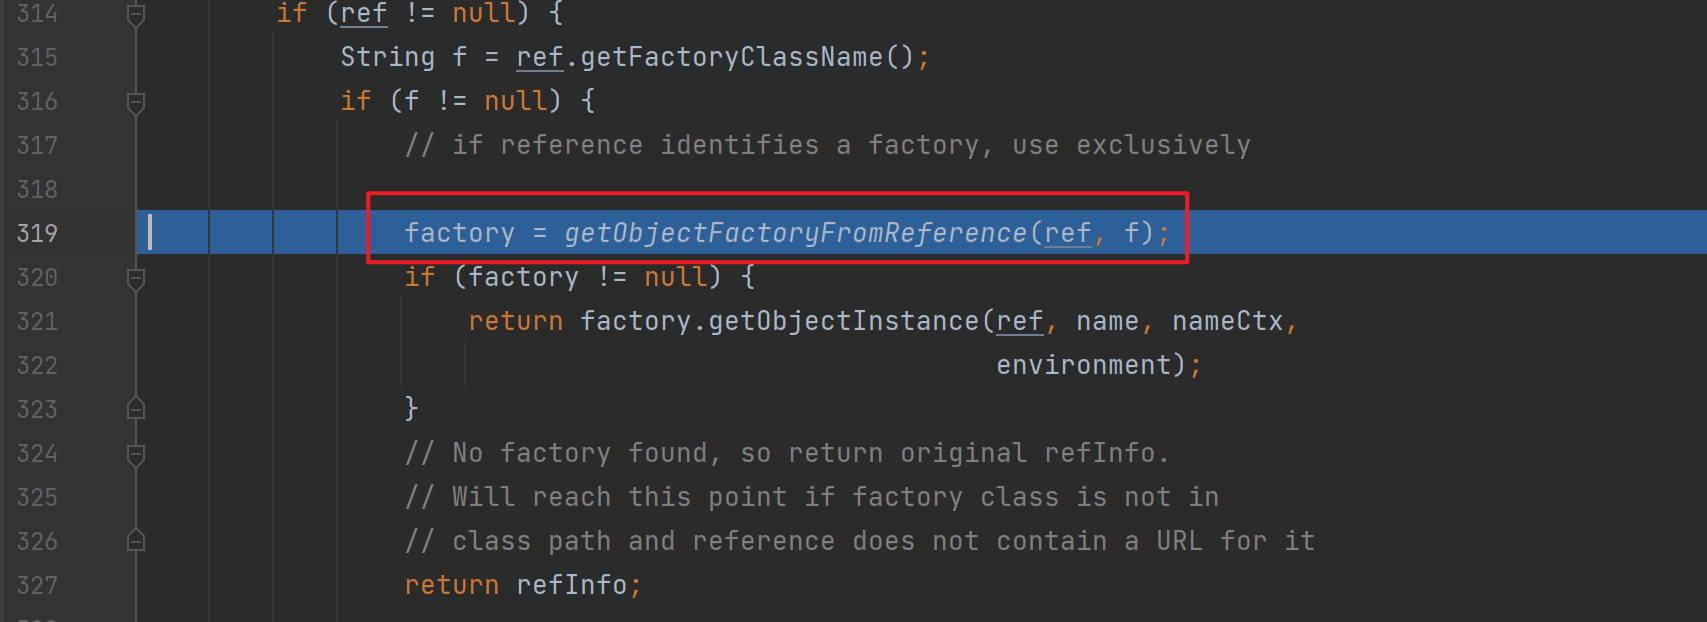 314 if (ref != null) {
315 String f = ref.getFactoryClassName();
316 if (f != null) {
317 // if reference identifies a factory, use exclusively
318
319 factory = getObjectFactoryFromReference(ref, f);
320 if (factory != null) {
321 return factory.getObjectInstance(ref, name, nameCtx,
322 environment);
323 }
324 // No factory found, so return original refInfo.
325 // Will reach this point if factory class is not in
326 // class path and reference does not contain a URL for it
327 return refInfo;